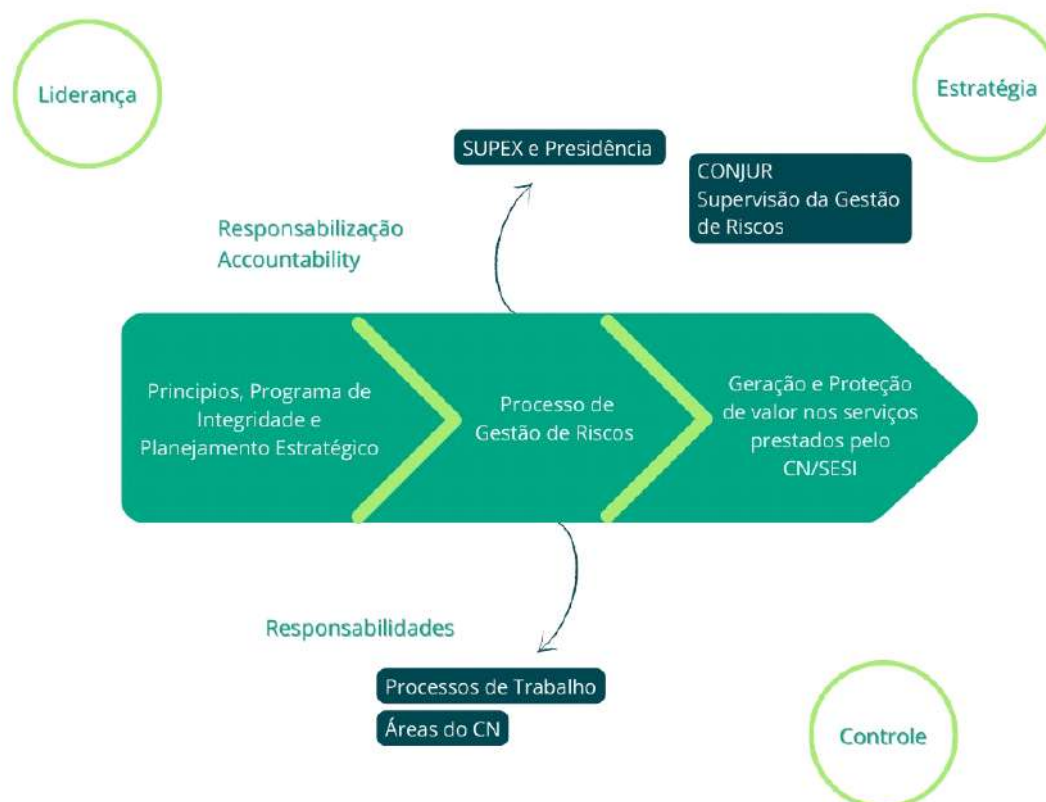 Liderança
Estratégia
SUPEX e Presidência
CONJUR
Supervisão da Gestão
de Riscos
Responsabilização
Accountability
Principios, Programa de
Integridade e
Planejamento Estratégico
Processo de
Gestão de Riscos
Geração e Proteção
de valor nos serviços
prestados pelo
CN/SESI
Responsabilidades
Processos de Trabalho
Áreas do CN
Controle